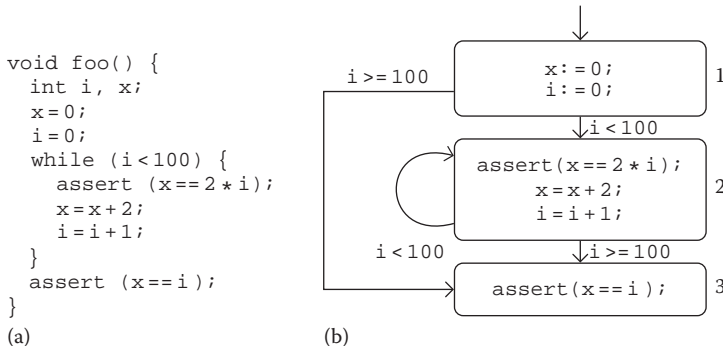 void foo() {
int i, x;
x=0;
i=0;
while (i<100) {
assert (x==2*i);
x=x+2;
i=i+1;
}
assert (x==i);
}
(a)
x:=0;
i:=0;
1
i>=100
i<100
assert(x==2*i);
x=x+2;
i=i+1;
2
i<100
i>=100
assert(x==i);
3
(b)